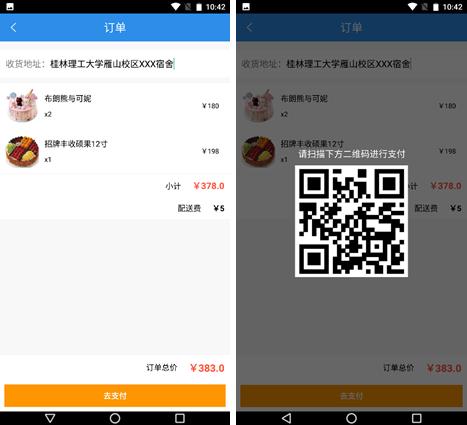 10:42
订单
收货地址: 桂林理工大学雁山校区XXX宿舍
布朗熊与可妮
x2
¥180
招牌丰收硕果12寸
x1
¥198
小计 ¥378.0
配送费 ¥5
订单总价 ¥383.0
去支付
10:42
订单
收货地址: 桂林理工大学雁山校区XXX宿舍
布朗熊与可妮
x2
¥180
招牌丰收硕果12寸
请扫描下方二维码进行支付
x1
¥198
¥5
订单总价 ¥383.0
去支付